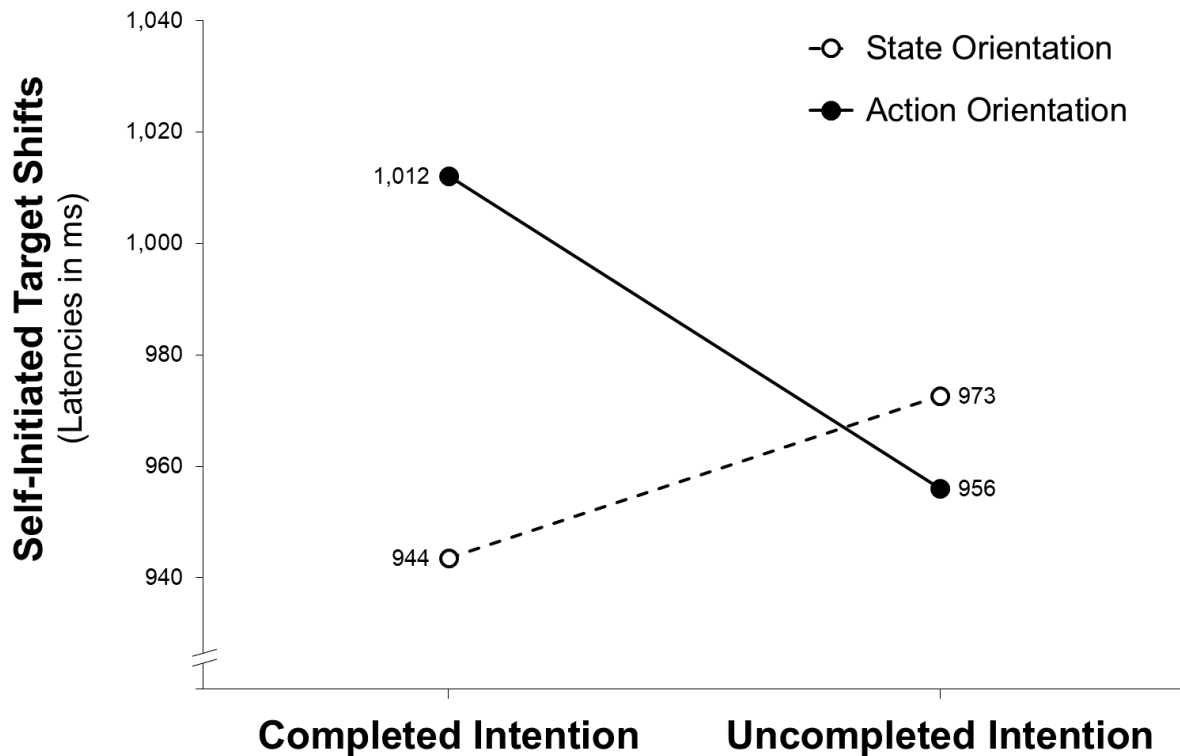 Self-Initiated Target Shifts
(Latencies in ms)
1,040
1,020
1,000
980
960
940
State Orientation
Action Orientation
1,012
944
973
956
Completed Intention
Uncompleted Intention